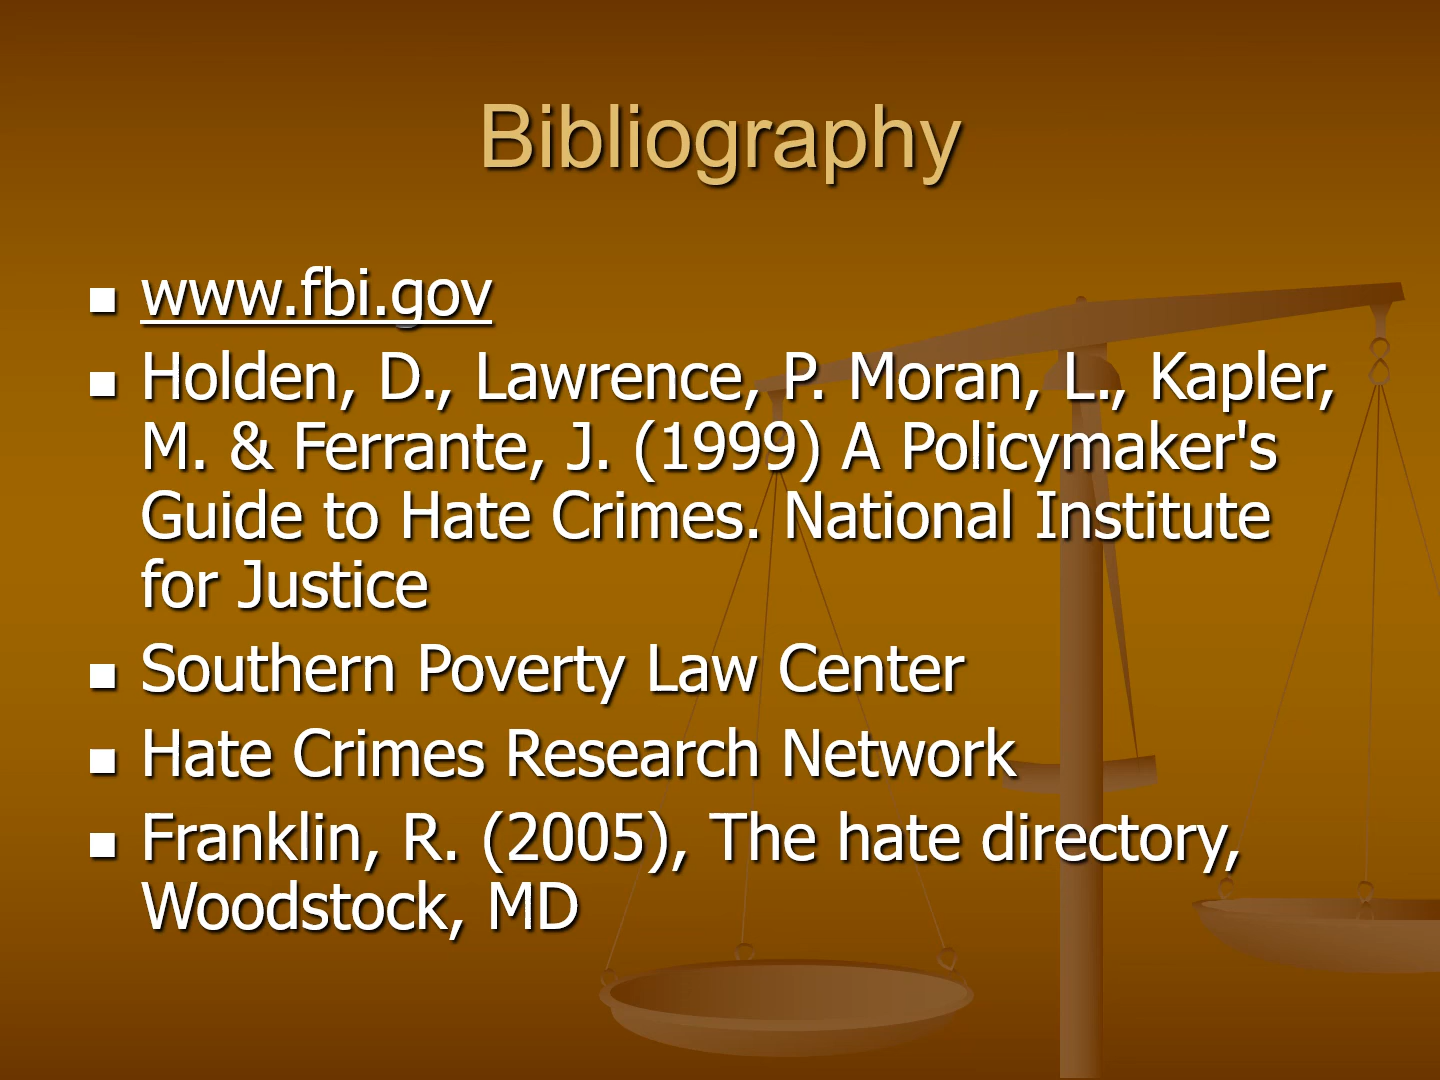 Bibliography
www.fbi.gov
Holden, D., Lawrence, P. Moran, L., Kapler,
M. & Ferrante, J. (1999) A Policymaker's
Guide to Hate Crimes. National Institute
for Justice
Southern Poverty Law Center
Hate Crimes Research Network
Franklin, R. (2005), The hate directory,
Woodstock, MD